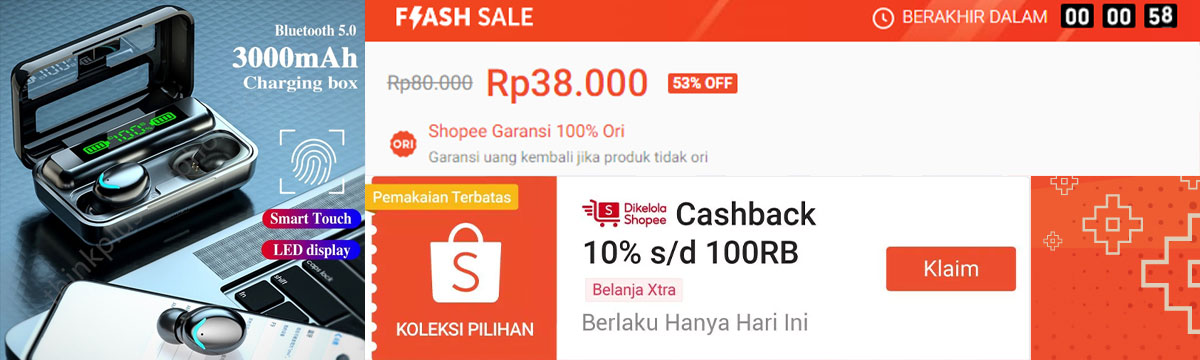 Bluetooth 5.0
3000mAh
Charging box
Smart Touch
LED display
FLASH SALE
BERAKHIR DALAM 00 00 58
Rp80.000 Rp38.000 53% OFF
ORI
Shopee Garansi 100% Ori
Garansi uang kembali jika produk tidak ori
Pemakaian Terbatas
S
KOLEKSI PILIHAN
S Dikelola Shopee Cashback
10% s/d 100RB
Belanja Xtra
Berlaku Hanya Hari Ini
Klaim